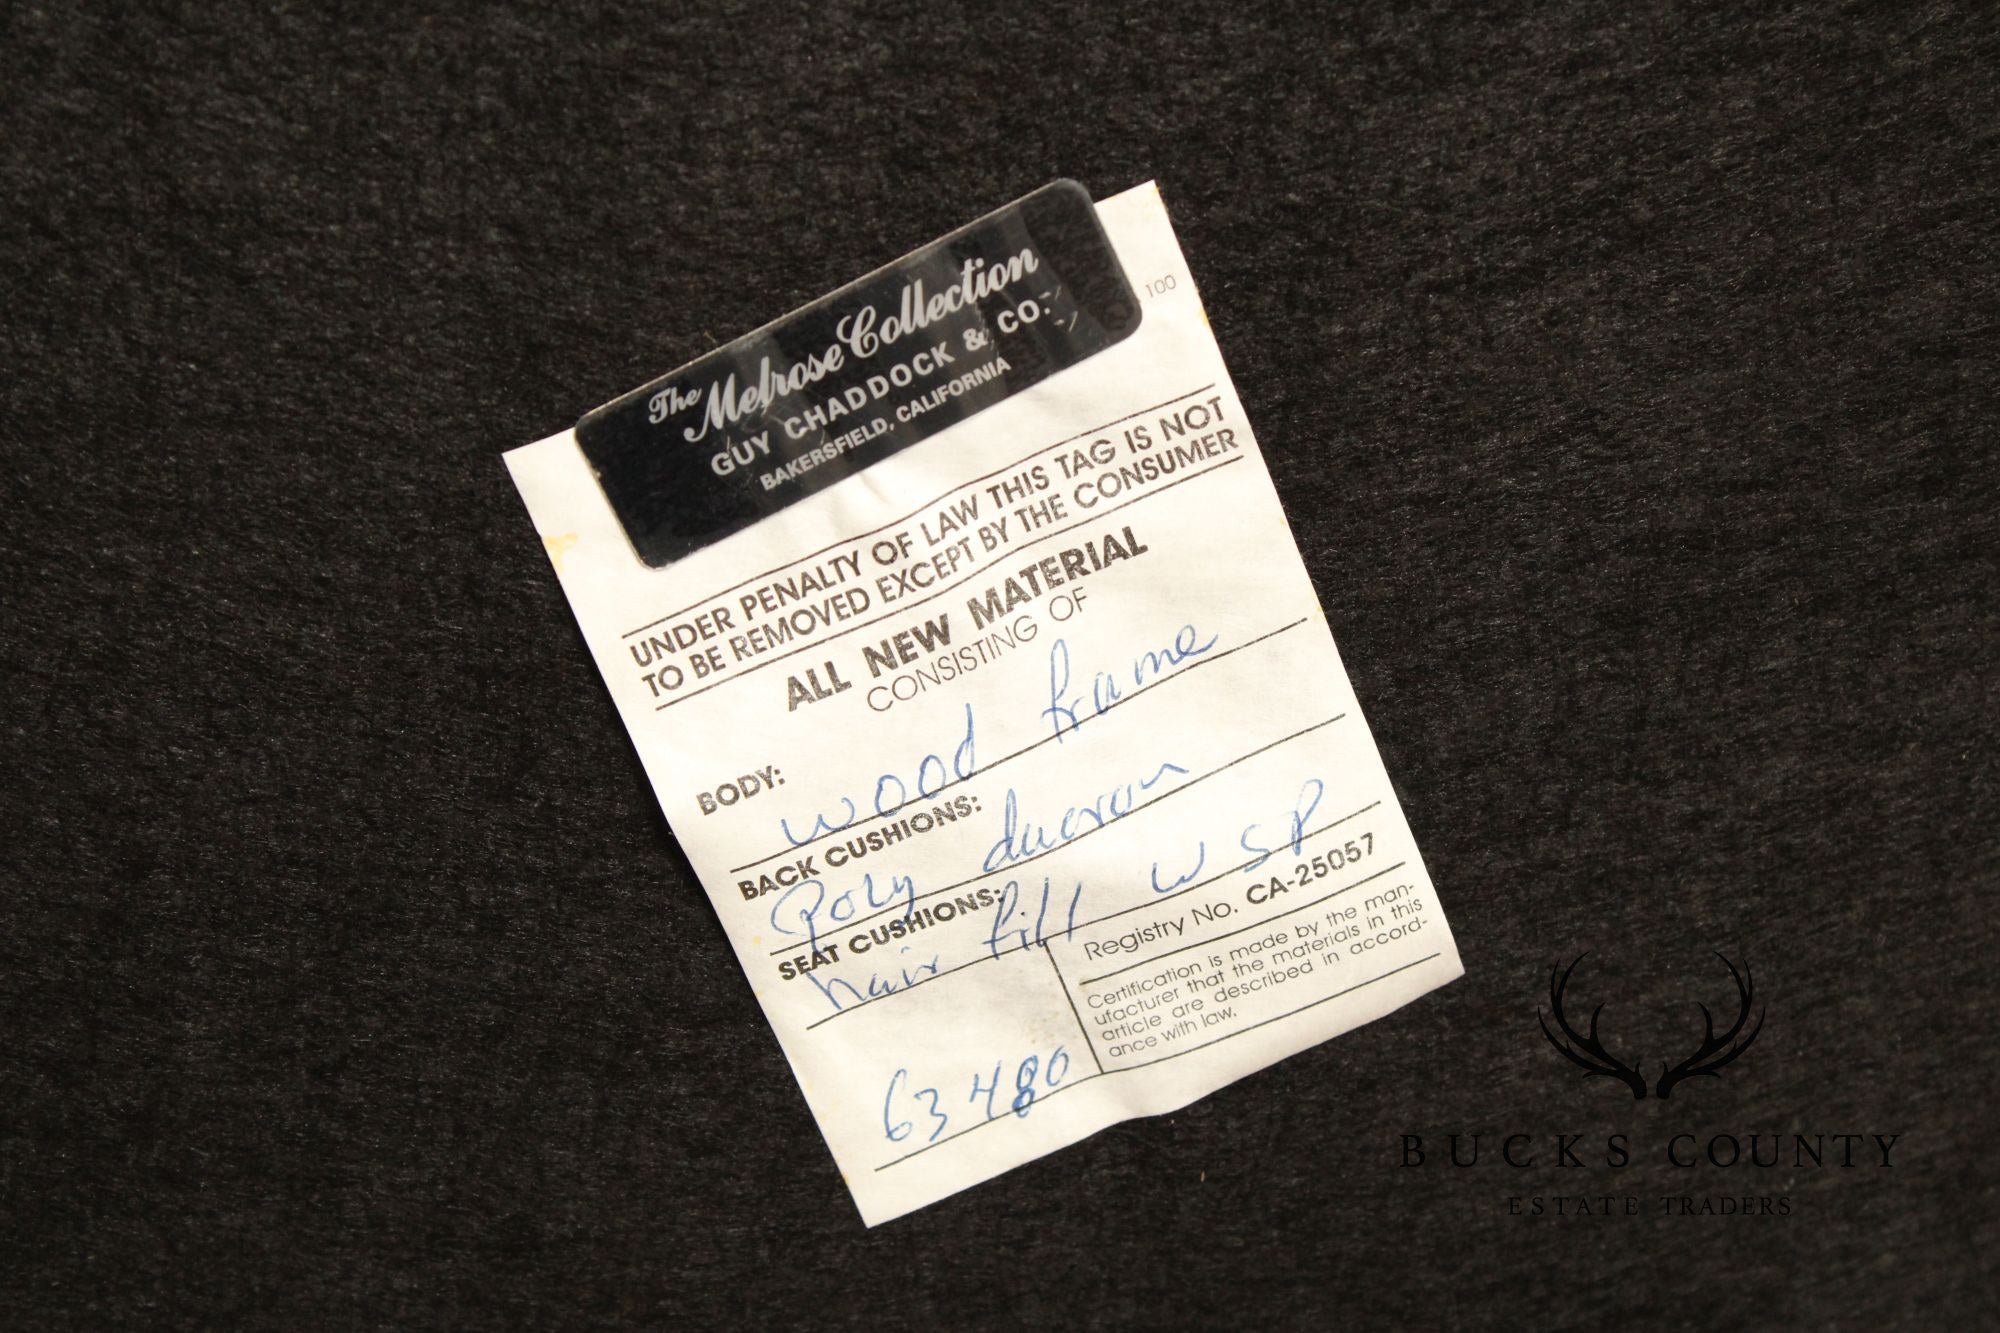 The Melrose Collection
GUY CHADDOCK & CO.
BAKERSFIELD, CALIFORNIA
100
UNDER PENALTY OF LAW THIS TAG IS NOT
TO BE REMOVED EXCEPT BY THE CONSUMER
ALL NEW MATERIAL
CONSISTING OF
BODY: wood frame
BACK CUSHIONS:
Poly dacron
SEAT CUSHIONS:
hair fill W SP
Registry No. CA-25057
Certification is made by the man-
ufacturer that the materials in this
article are described in accord-
ance with law.
63480
BUCKS COUNTY
ESTATE TRADERS